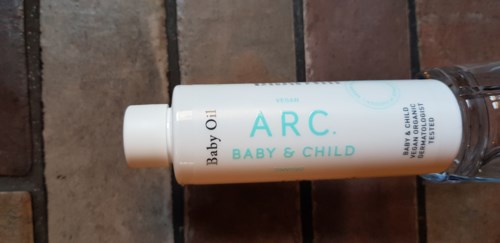 VEGAN
ARC.
BABY & CHILD
Baby Oil
BABY & CHILD
VEGAN ORGANIC
DERMATOLOGIST
TESTED